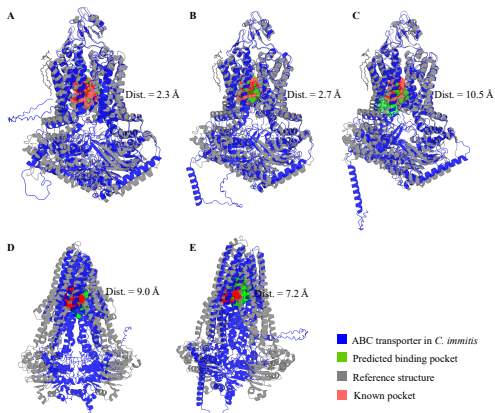 A
B
C
Dist. = 2.3 Å
Dist. = 2.7 Å
Dist. = 10.5 Å
D
E
Dist. = 9.0 Å
Dist. = 7.2 Å
ABC transporter in C. immitis
Predicted binding pocket
Reference structure
Known pocket